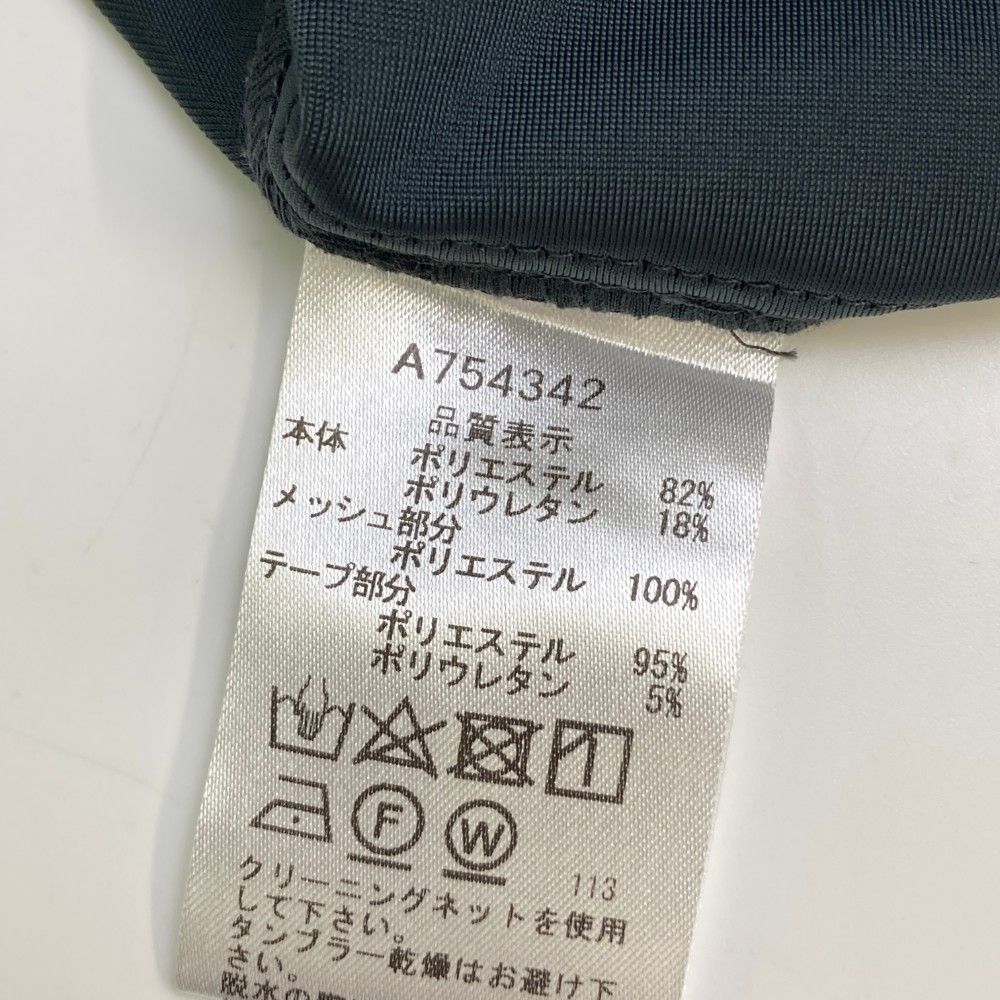 A754342
品質表示
本体
ポリエステル 82%
ポリウレタン 18%
メッシュ部分
ポリエステル 100%
テープ部分
ポリエステル 95%
ポリウレタン 5%
F W
113
クリーニングネットを使用
して下さい。
タンブラー乾燥はお避け下
さい。
脱水の